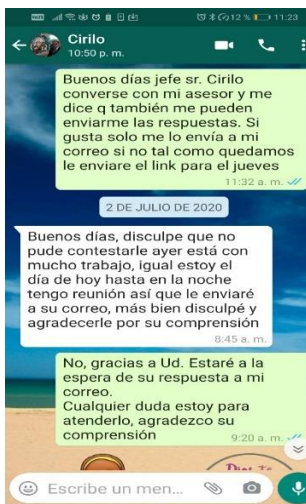 12 % 11:23
Cirilo
10:50 p. m.
Buenos días jefe sr. Cirilo
converse con mi asesor y me
dice q también me pueden
enviarme las respuestas. Si
gusta solo me lo envía a mi
correo si no tal como quedamos
le enviare el link para el jueves
11:32 a. m.
2 DE JULIO DE 2020
Buenos días, disculpe que no
pude contestarle ayer está con
mucho trabajo, igual estoy el
día de hoy hasta en la noche
tengo reunión así que le enviaré
a su correo, más bien disculpé y
agradecerle por su comprensión
8:45 a. m.
No, gracias a Ud. Estaré a la
espera de su respuesta a mi
correo.
Cualquier duda estoy para
atenderlo, agradezco su
comprensión
9:20 a. m.
Escribe un men...